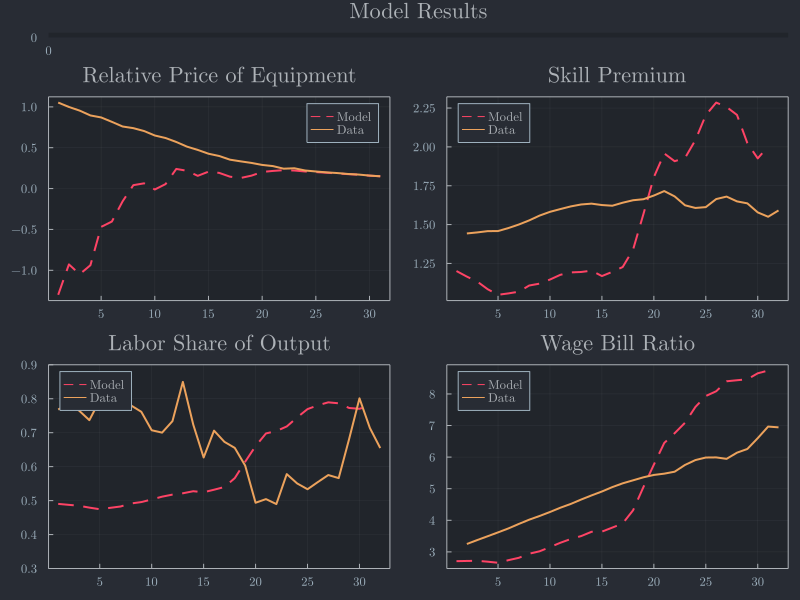 Model Results
0
0
Relative Price of Equipment
1.0
0.5
0.0
−0.5
−1.0
Model
Data
5 10 15 20 25 30
Skill Premium
2.25
2.00
1.75
1.50
1.25
Model
Data
5 10 15 20 25 30
Labor Share of Output
0.9
0.8
0.7
0.6
0.5
0.4
0.3
Model
Data
5 10 15 20 25 30
Wage Bill Ratio
8
7
6
5
4
3
Model
Data
5 10 15 20 25 30